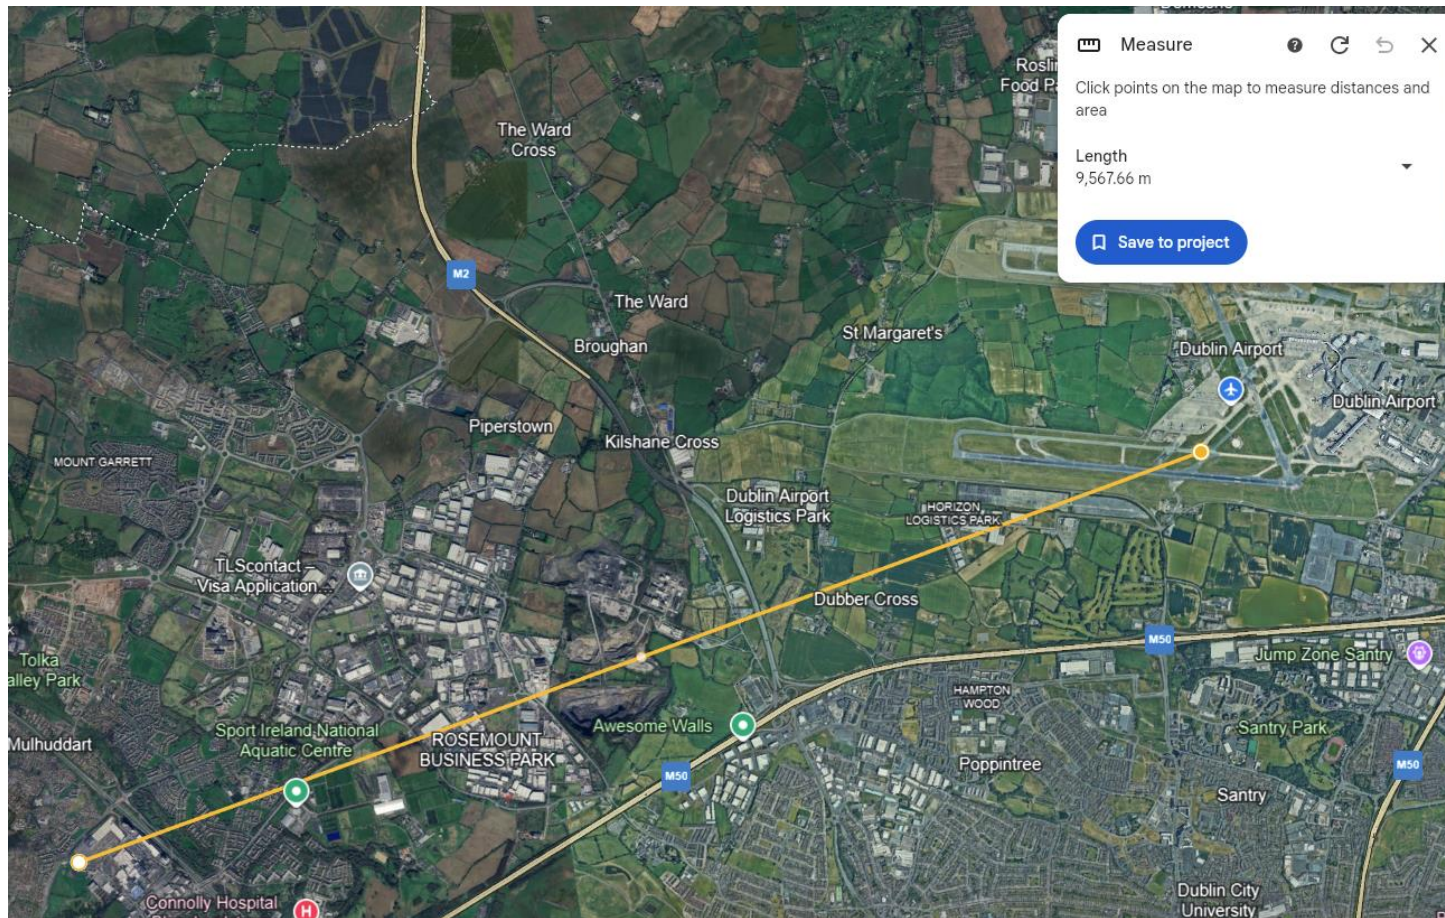 Measure
Click points on the map to measure distances and
area
Length
9,567.66 m
Save to project
The Ward
Cross
M2
The Ward
Broughan
St Margaret's
Dublin Airport
Dublin Airport
Piperstown
Kilshane Cross
MOUNT GARRETT
Dublin Airport
Logistics Park
HORIZON
LOGISTICS PARK
TLScontact –
Visa Application...
Dubber Cross
M50
Jump Zone Santry
Tolka
alley Park
HAMPTON
WOOD
Sport Ireland National
Aquatic Centre
Awesome Walls
Santry Park
Mulhuddart
ROSEMOUNT
BUSINESS PARK
M50
Poppintree
M50
Santry
Connolly Hospital
H
Dublin City
University